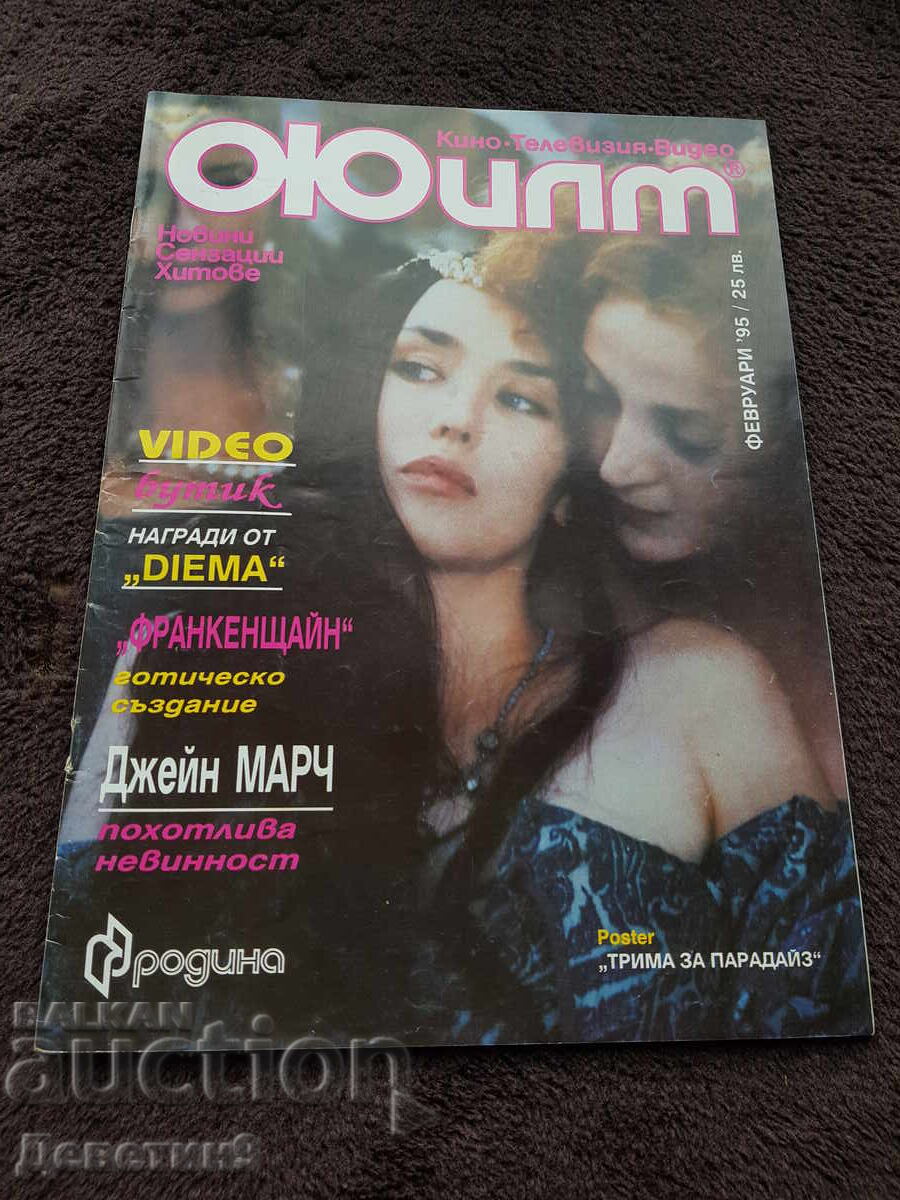 Кино·Телевизия·Видео
ОЮилм®
Новини
Сензации
Хитове
ФЕВРУАРИ '95 / 25 лв.
VIDEO
бутик
НАГРАДИ ОТ
„DIEMA“
„ФРАНКЕНЩАЙН“
готическо
създание
Джейн МАРЧ
похотлива
невинност
родина
Poster
„ТРИМА ЗА ПАРАДАЙЗ“
BALKAN
auction
Деветин9